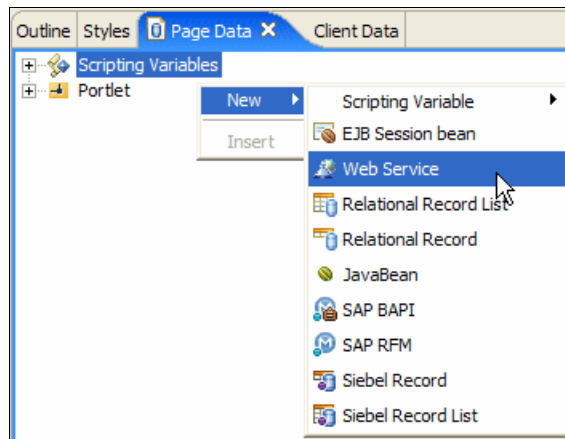 Outline Styles Page Data Client Data
Scripting Variables
Portlet
New
Insert
Scripting Variable
EJB Session bean
Web Service
Relational Record List
Relational Record
JavaBean
SAP BAPI
SAP RFM
Siebel Record
Siebel Record List